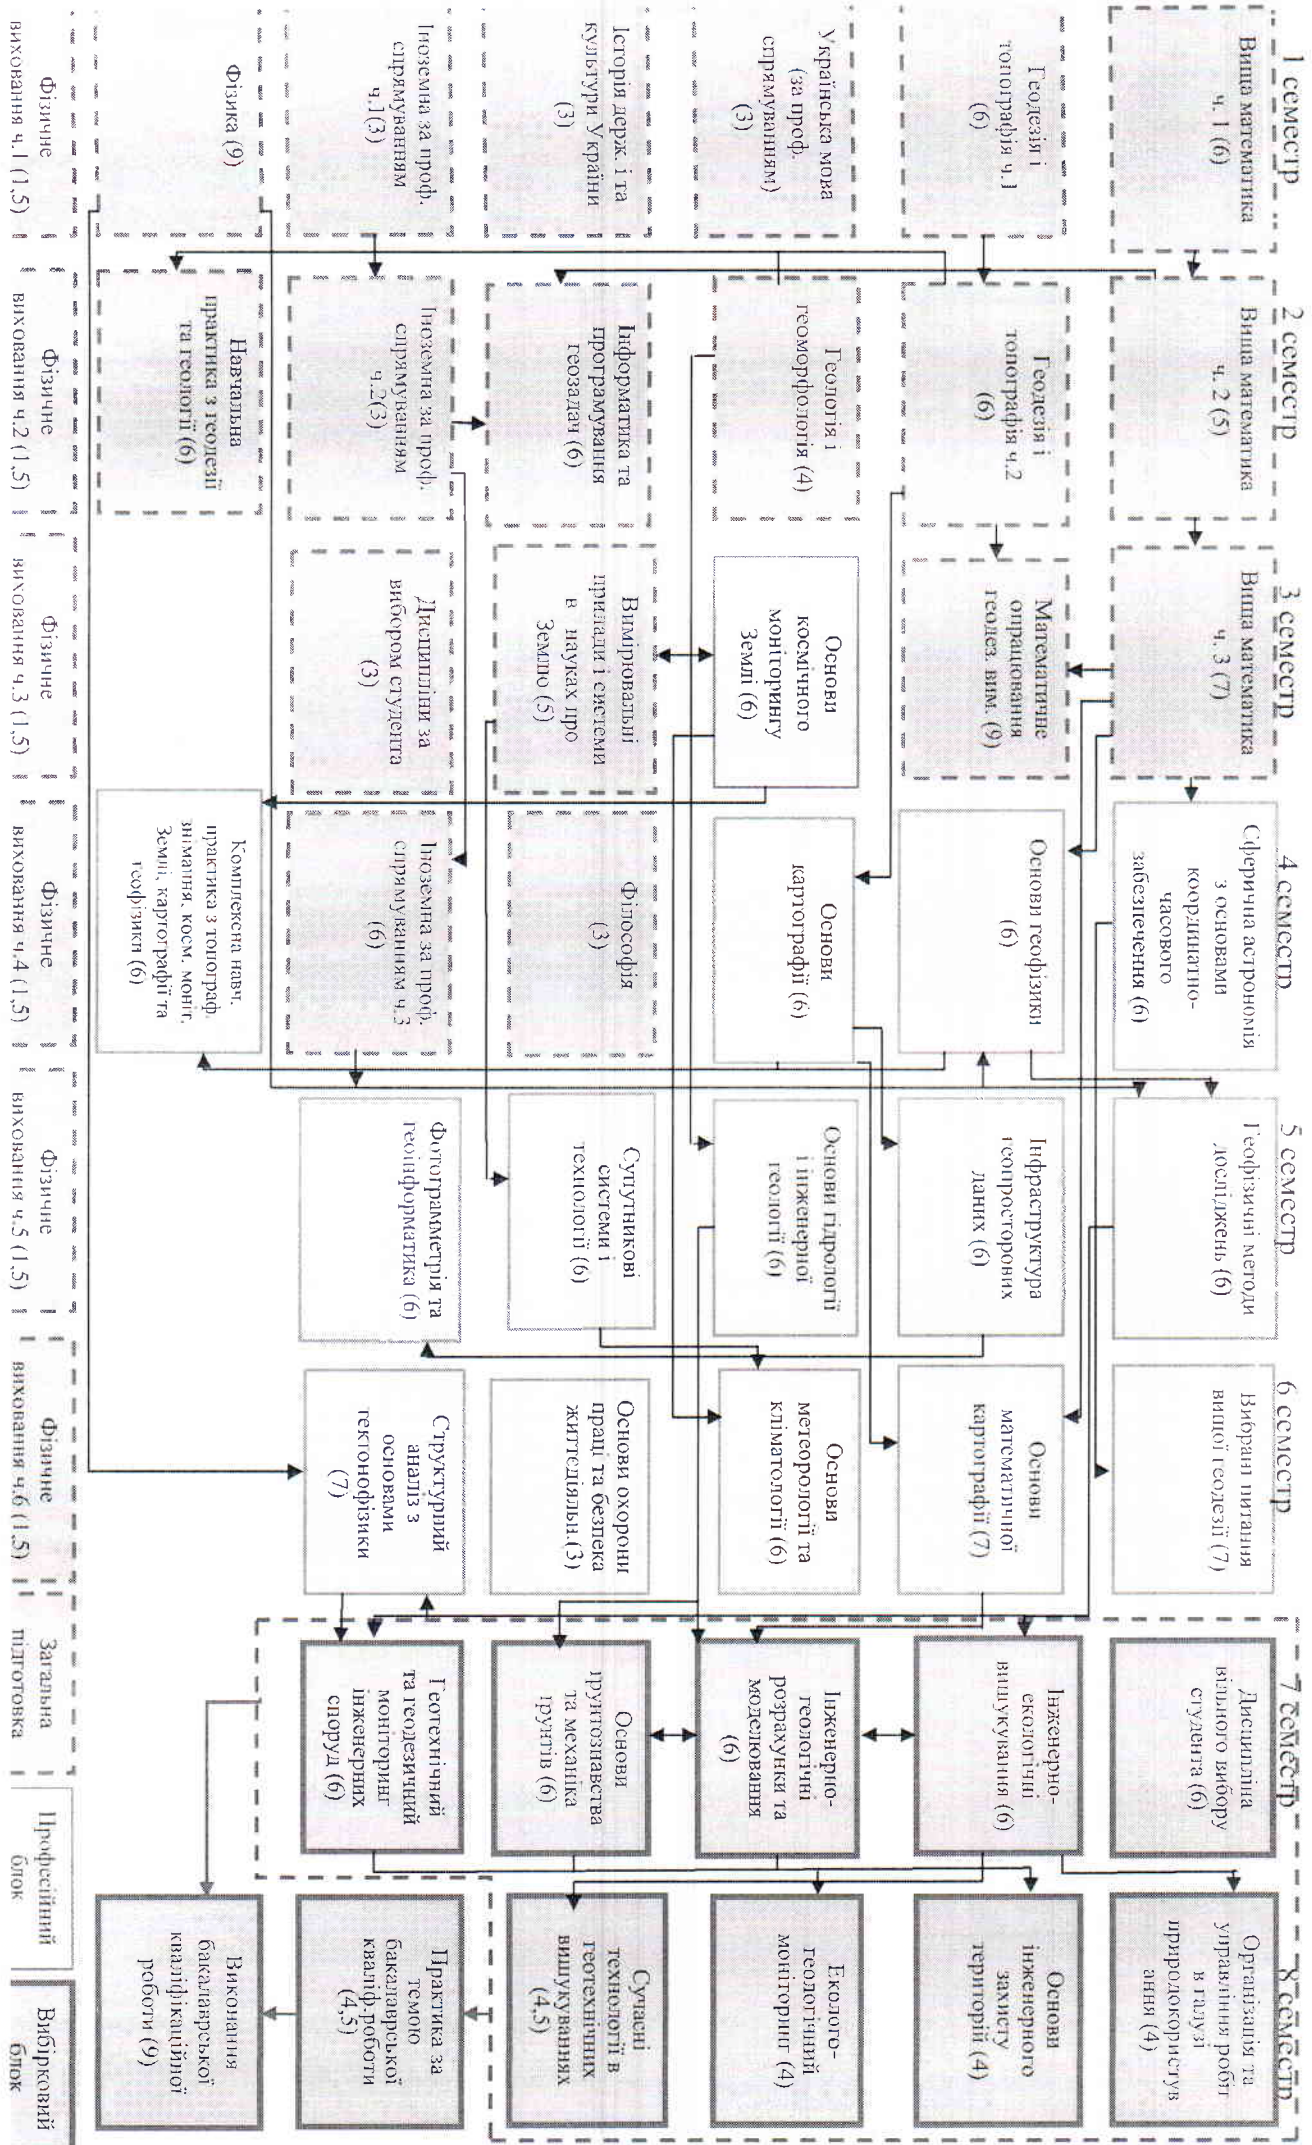 1 семестр
Вища математика
ч.1 (6)
Геодезія і
топографія ч.1
(6)
Українська мова
(за проф.
спрямуванням)
(3)
Історія держ. і та
культури України
(3)
Іноземна за проф.
спрямуванням
ч.1(3)
Фізика (9)
Фізичне
виховання ч.1 (1,5)
2 семестр
Вища математика
ч. 2 (5)
Геодезія і
топографія ч.2
(6)
Геологія і
геоморфологія (4)
Інформатика та
програмування
геозадач (6)
Іноземна за проф.
спрямуванням
ч.2(3)
Навчальна
практика з геодезії
та геології (6)
Фізичне
виховання ч.2 (1,5)
3 семестр
Вища математика
ч. 3 (7)
Математичне
опрацювання
геодез. вим. (9)
Основи
космічного
моніторингу
Землі (6)
Вимірювальні
прилади і системи
в науках про
Землю (5)
Дисципліни за
вибором студента
(3)
Фізичне
виховання ч.3 (1,5)
4 семестр
Сферична астрономія
з основами
координатно-
часового
забезпечення (6)
Основи геофізики
(6)
Основи
картографії (6)
Філософія
(3)
Іноземна за проф.
спрямуванням ч.3
(6)
Комплексна навч.
практика з топограф.
знімання, косм. моніт.
Землі, картографії та
геофізики (6)
Фізичне
виховання ч.4 (1,5)
5 семестр
Геофізичні методи
досліджень (6)
Інфраструктура
геопросторових
даних (6)
Основи гідрології
і інженерної
геології (6)
Супутникові
системи і
технології (6)
Фотограмметрія та
геоінформатика (6)
Фізичне
виховання ч.5 (1,5)
6 семестр
Вибрані питання
вищої геодезії (7)
Основи
математичної
картографії (7)
Основи
метеорології та
кліматології (6)
Основи охорони
праці та безпека
життєдіяльн.(3)
Структурний
аналіз з
основами
тектонофізики
(7)
Фізичне
виховання ч.6 (1,5)
7 семестр
Дисципліна
вільного вибору
студента (6)
Інженерно-
екологічні
вишукування (6)
Інженерно-
геологічні
розрахунки та
моделювання
(6)
Основи
ґрунтознавства
та механіка
ґрунтів (6)
Геотехнічний
та геодезичний
моніторинг
інженерних
споруд (6)
8 семестр
Організація та
управління робіт
в галузі
природокористув
ання (4)
Основи
інженерного
захисту
територій (4)
Еколого-
геологічний
моніторинг (4)
Сучасні
технології в
геотехнічних
вишукуваннях
(4,5)
Практика за
темою
бакалаврської
кваліф.роботи
(4,5)
Виконання
бакалаврської
кваліфікаційної
роботи (9)
Загальна
підготовка
Професійний
блок
Вибірковий
блок